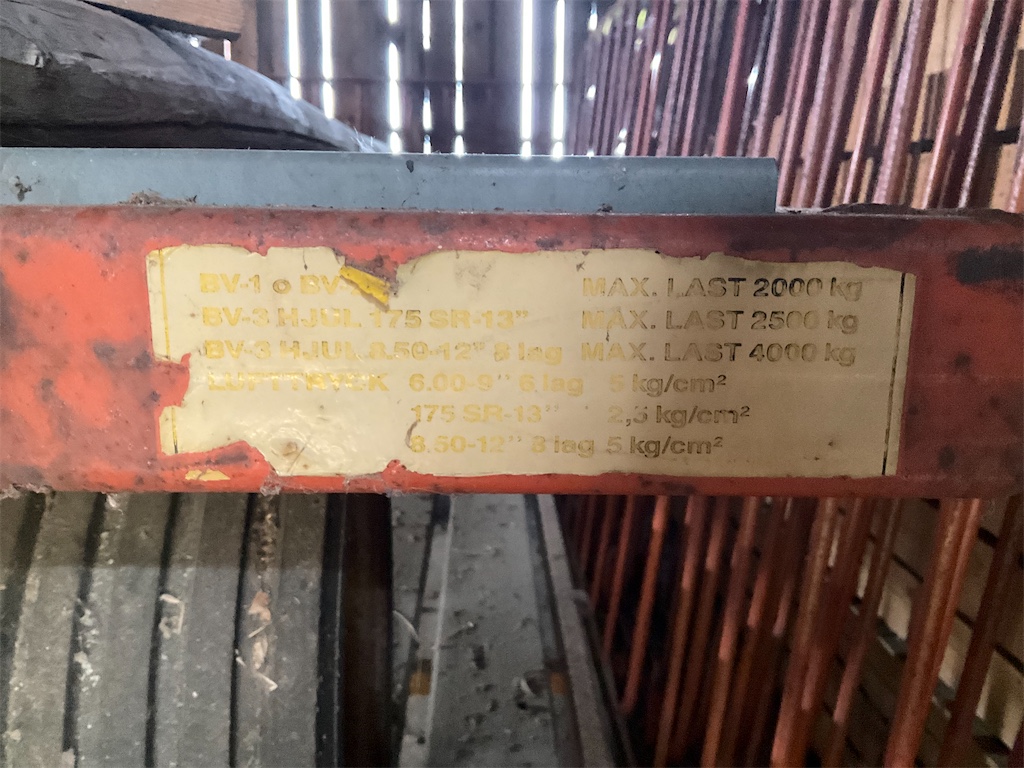 BV-1 o BV MAX. LAST 2000 kg
BV-3 HJUL 175 SR-13" MAX. LAST 2500 kg
BV-3 HJUL 8.50-12" 8 lag MAX. LAST 4000 kg
LUFTTRYCK 6.00-9" 6 lag 5 kg/cm²
175 SR-13" 2,5 kg/cm²
8.50-12" 8 lag 5 kg/cm²